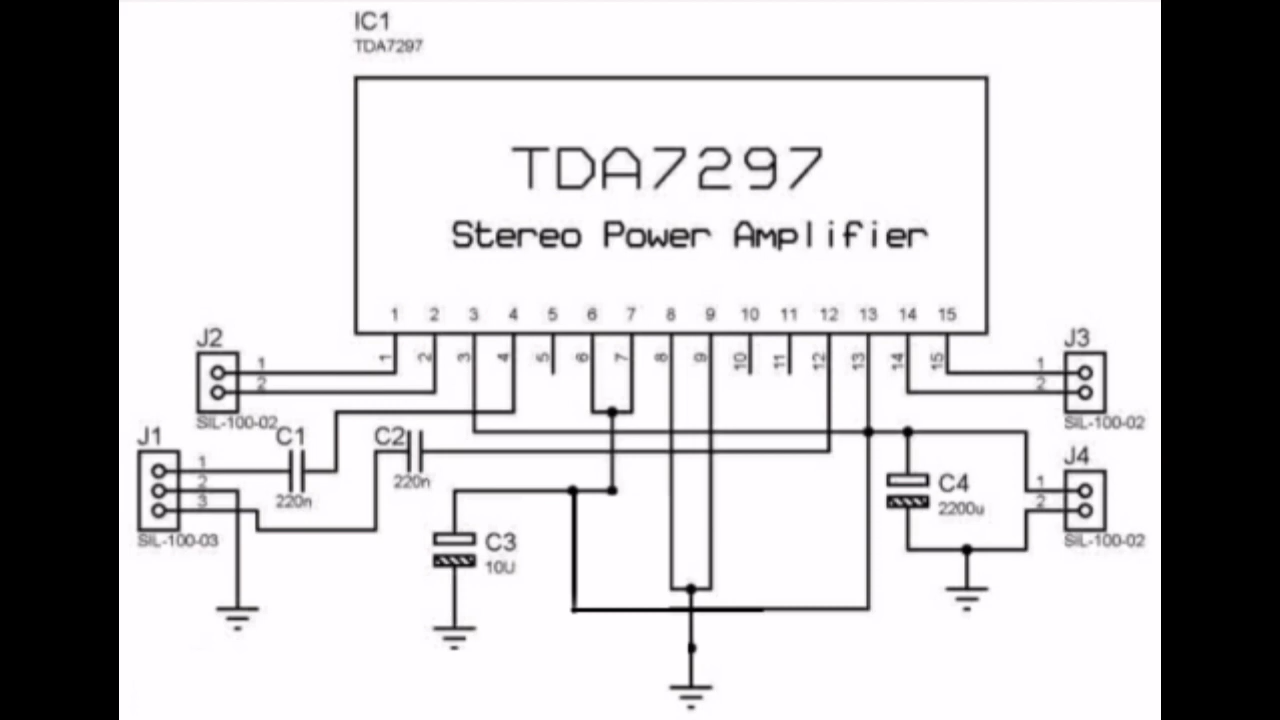 IC1
TDA7297
TDA7297
Stereo Power Amplifier
1 2 3 4 5 6 7 8 9 10 11 12 13 14 15
1 2 3 4 5 6 7 8 9 10 11 12 13 14 15
J2
1
2
SIL-100-02
J3
1
2
SIL-100-02
J1
1
2
3
SIL-100-03
C1
220n
C2
220n
C3
10U
C4
2200u
J4
1
2
SIL-100-02